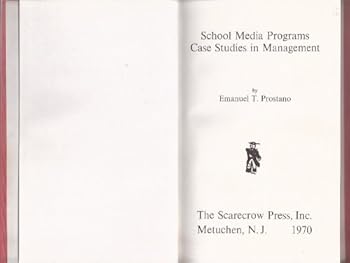 School Media Programs
Case Studies in Management
by
Emanuel T. Prostano
The Scarecrow Press, Inc.
Metuchen, N. J. 1970